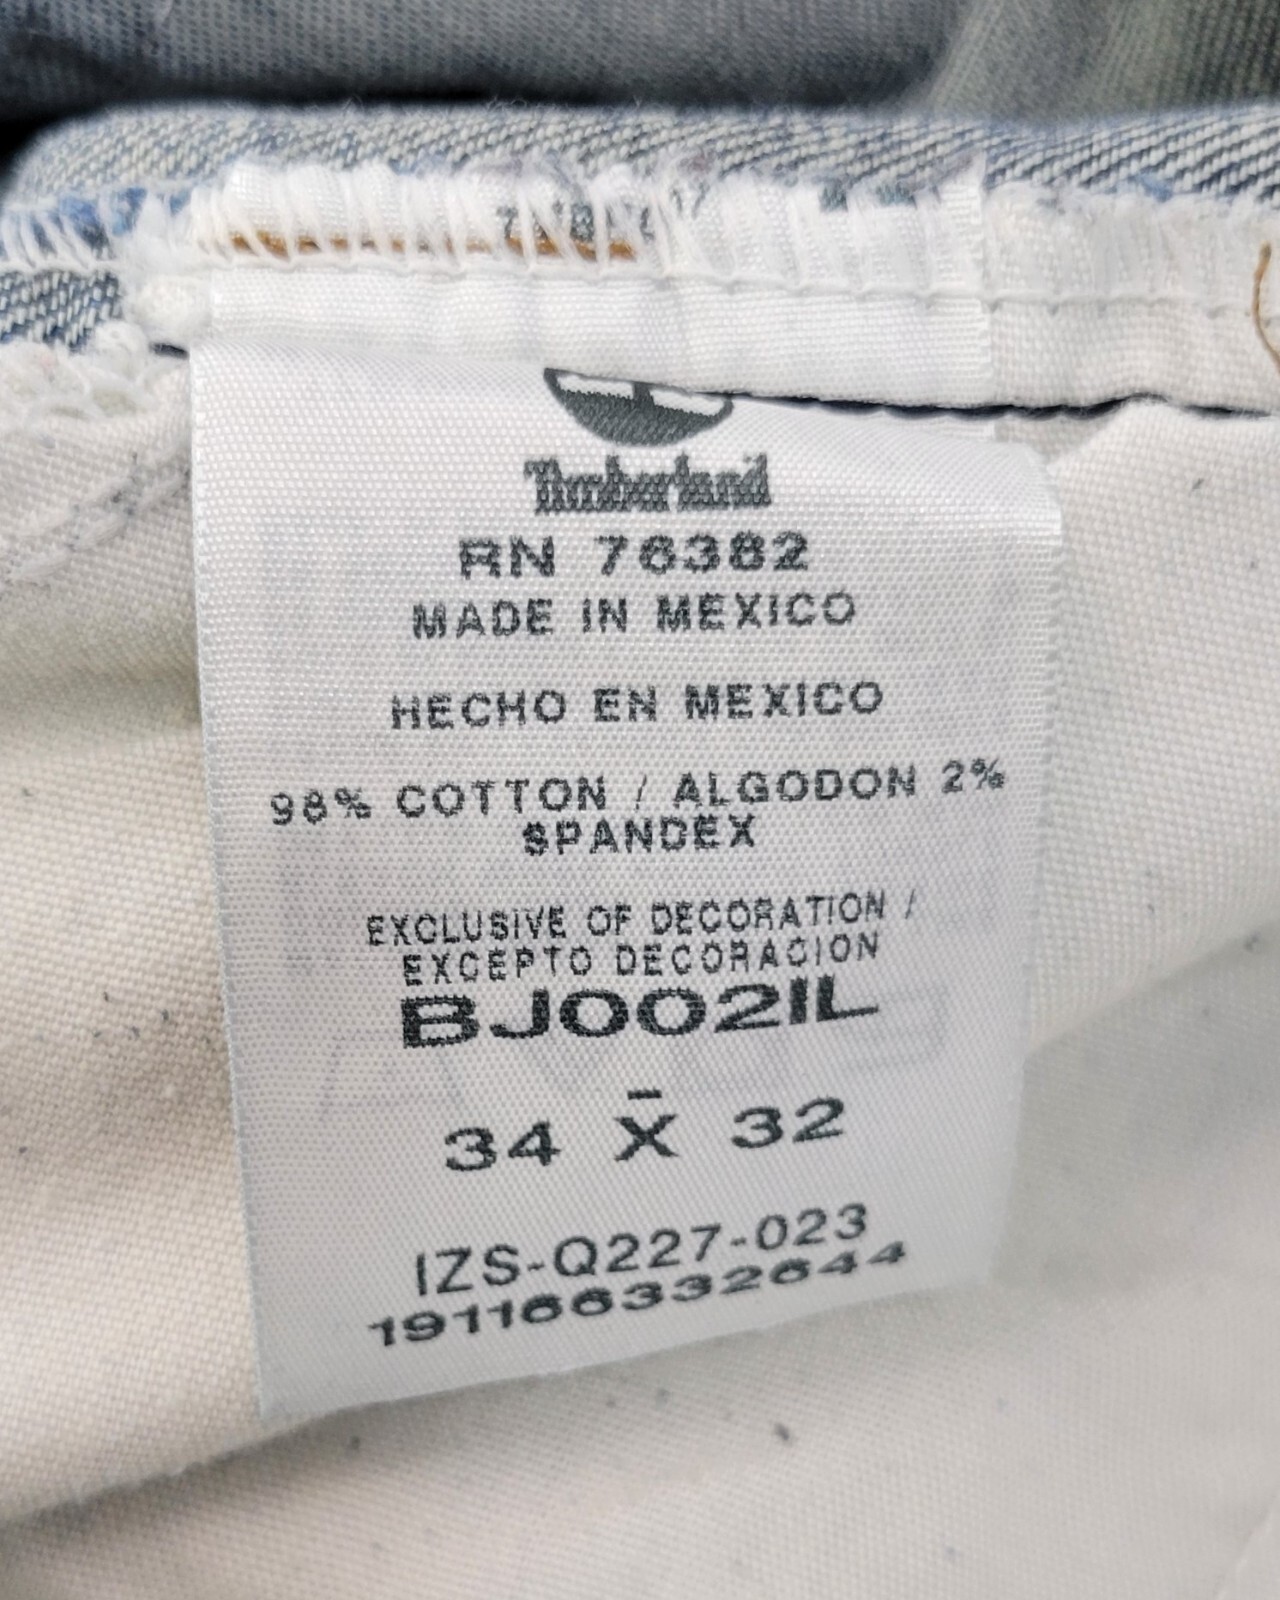 Timberland
RN 76382
MADE IN MEXICO
HECHO EN MEXICO
98% COTTON / ALGODON 2%
SPANDEX
EXCLUSIVE OF DECORATION /
EXCEPTO DECORACION
BJ002IL
34 X 32
IZS-Q227-023
191166332644